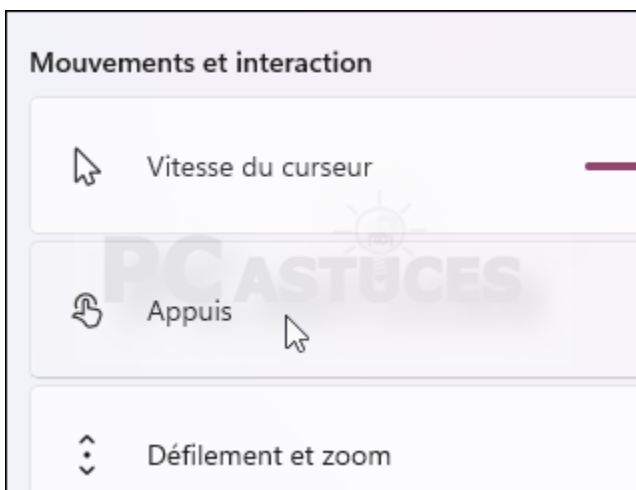 Mouvements et interaction
Vitesse du curseur
PC ASTUCES
Appuis
Défilement et zoom